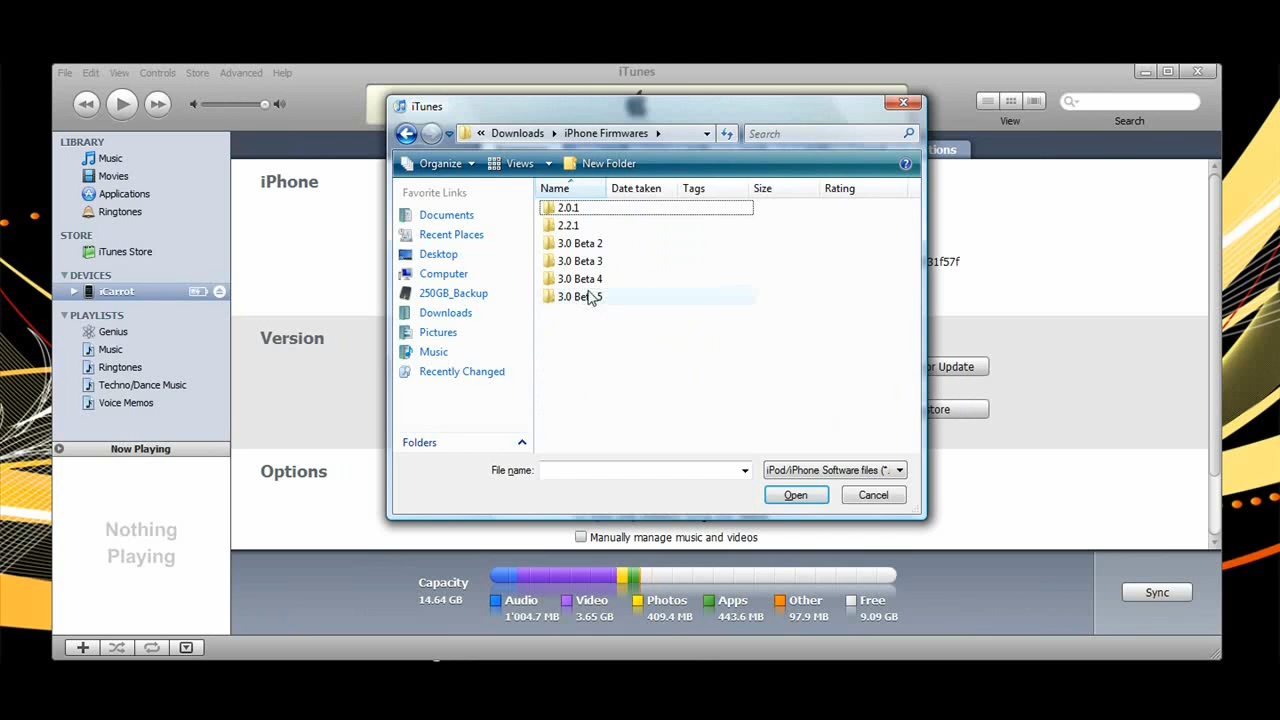 File Edit View Controls Store Advanced Help
iTunes
View
Search
LIBRARY
Music
Movies
Applications
Ringtones
STORE
iTunes Store
DEVICES
iCarrot
PLAYLISTS
Genius
Music
Ringtones
Techno/Dance Music
Voice Memos
Now Playing
Nothing
Playing
iPhone
Version
Options
iTunes
« Downloads iPhone Firmwares
Search
Organize Views New Folder
Favorite Links
Documents
Recent Places
Desktop
Computer
250GB_Backup
Downloads
Pictures
Music
Recently Changed
Folders
Name Date taken Tags Size Rating
2.0.1
2.2.1
3.0 Beta 2
3.0 Beta 3
3.0 Beta 4
3.0 Beta 5
File name:
iPod/iPhone Software files (*.
Open Cancel
31f57f
Update
Manually manage music and videos
Capacity
14.64 GB
Audio Video Photos Apps Other Free
1'004.7 MB 3.65 GB 409.4 MB 443.6 MB 97.9 MB 9.09 GB
Sync